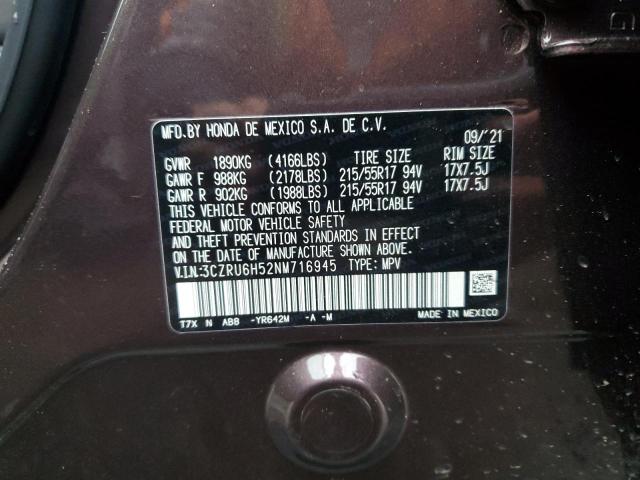 MFD.BY HONDA DE MEXICO S.A. DE C.V.
09/'21
GVWR 1890KG (4166LBS) TIRE SIZE RIM SIZE
GAWR F 988KG (2178LBS) 215/55R17 94V 17X7.5J
GAWR R 902KG (1988LBS) 215/55R17 94V 17X7.5J
THIS VEHICLE CONFORMS TO ALL APPLICABLE
FEDERAL MOTOR VEHICLE SAFETY
AND THEFT PREVENTION STANDARDS IN EFFECT
ON THE DATE OF MANUFACTURE SHOWN ABOVE.
V.I.N:3CZRU6H52NM716945 TYPE: MPV
T7X N AB8 -YR642M -A -M MADE IN MEXICO